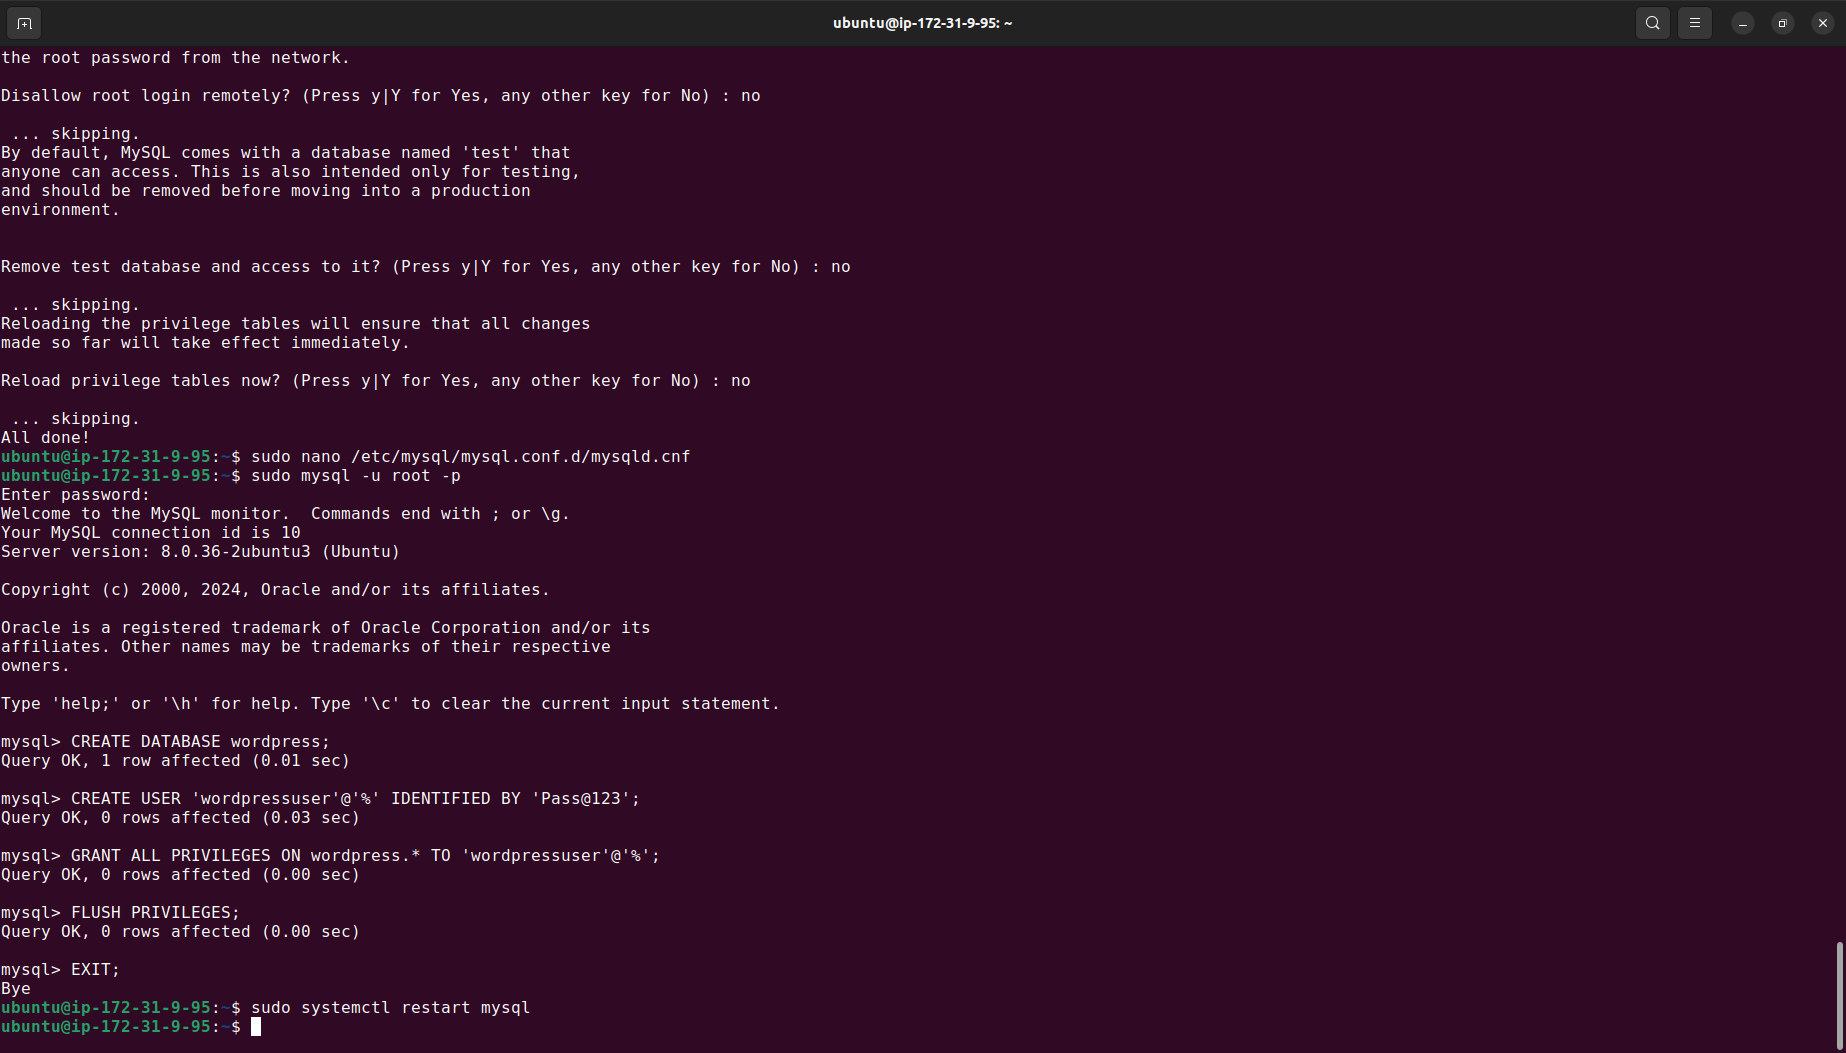 ubuntu@ip-172-31-9-95: ~
the root password from the network.
Disallow root login remotely? (Press y|Y for Yes, any other key for No) : no
 ... skipping.
By default, MySQL comes with a database named 'test' that
anyone can access. This is also intended only for testing,
and should be removed before moving into a production
environment.
Remove test database and access to it? (Press y|Y for Yes, any other key for No) : no
 ... skipping.
Reloading the privilege tables will ensure that all changes
made so far will take effect immediately.
Reload privilege tables now? (Press y|Y for Yes, any other key for No) : no
 ... skipping.
All done!
ubuntu@ip-172-31-9-95:~$ sudo nano /etc/mysql/mysql.conf.d/mysqld.cnf
ubuntu@ip-172-31-9-95:~$ sudo mysql -u root -p
Enter password:
Welcome to the MySQL monitor.  Commands end with ; or \g.
Your MySQL connection id is 10
Server version: 8.0.36-2ubuntu3 (Ubuntu)
Copyright (c) 2000, 2024, Oracle and/or its affiliates.
Oracle is a registered trademark of Oracle Corporation and/or its
affiliates. Other names may be trademarks of their respective
owners.
Type 'help;' or '\h' for help. Type '\c' to clear the current input statement.
mysql> CREATE DATABASE wordpress;
Query OK, 1 row affected (0.01 sec)
mysql> CREATE USER 'wordpressuser'@'%' IDENTIFIED BY 'Pass@123';
Query OK, 0 rows affected (0.03 sec)
mysql> GRANT ALL PRIVILEGES ON wordpress.* TO 'wordpressuser'@'%';
Query OK, 0 rows affected (0.00 sec)
mysql> FLUSH PRIVILEGES;
Query OK, 0 rows affected (0.00 sec)
mysql> EXIT;
Bye
ubuntu@ip-172-31-9-95:~$ sudo systemctl restart mysql
ubuntu@ip-172-31-9-95:~$